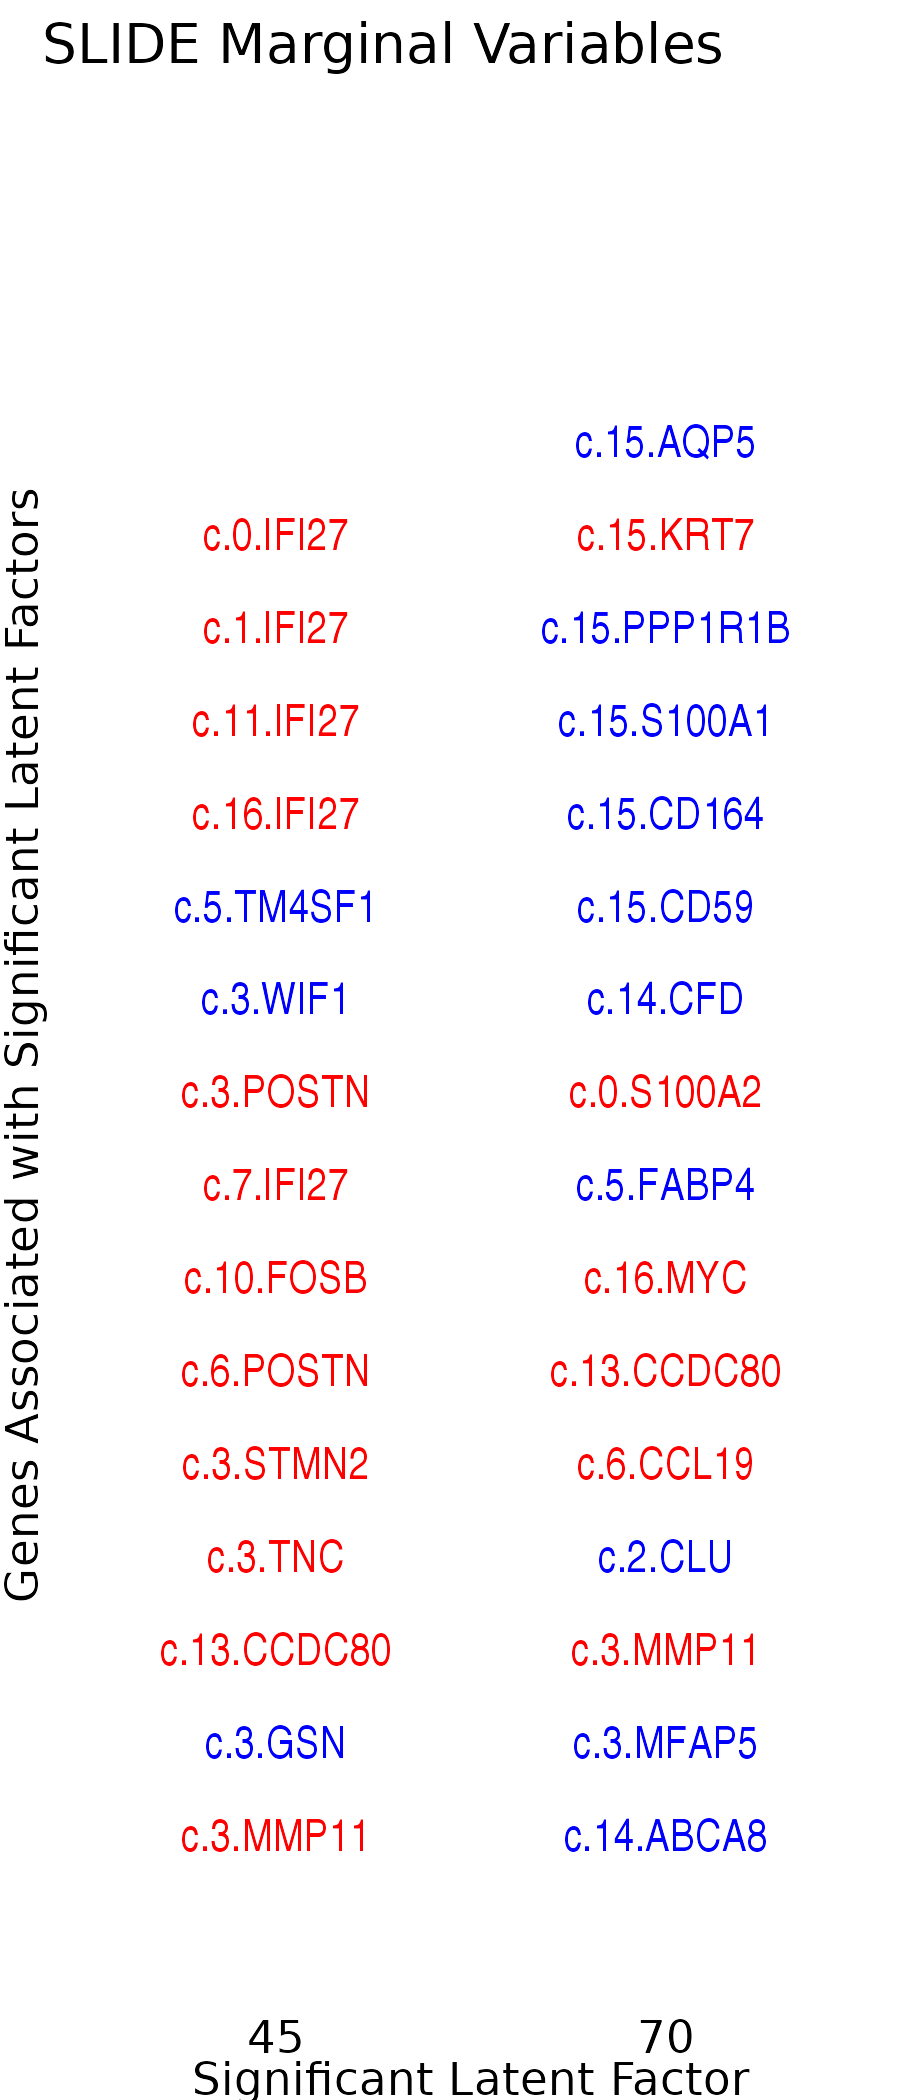 SLIDE Marginal Variables
Genes Associated with Significant Latent Factors
c.15.AQP5
c.0.IFI27 c.15.KRT7
c.1.IFI27 c.15.PPP1R1B
c.11.IFI27 c.15.S100A1
c.16.IFI27 c.15.CD164
c.5.TM4SF1 c.15.CD59
c.3.WIF1 c.14.CFD
c.3.POSTN c.0.S100A2
c.7.IFI27 c.5.FABP4
c.10.FOSB c.16.MYC
c.6.POSTN c.13.CCDC80
c.3.STMN2 c.6.CCL19
c.3.TNC c.2.CLU
c.13.CCDC80 c.3.MMP11
c.3.GSN c.3.MFAP5
c.3.MMP11 c.14.ABCA8
45 70
Significant Latent Factor